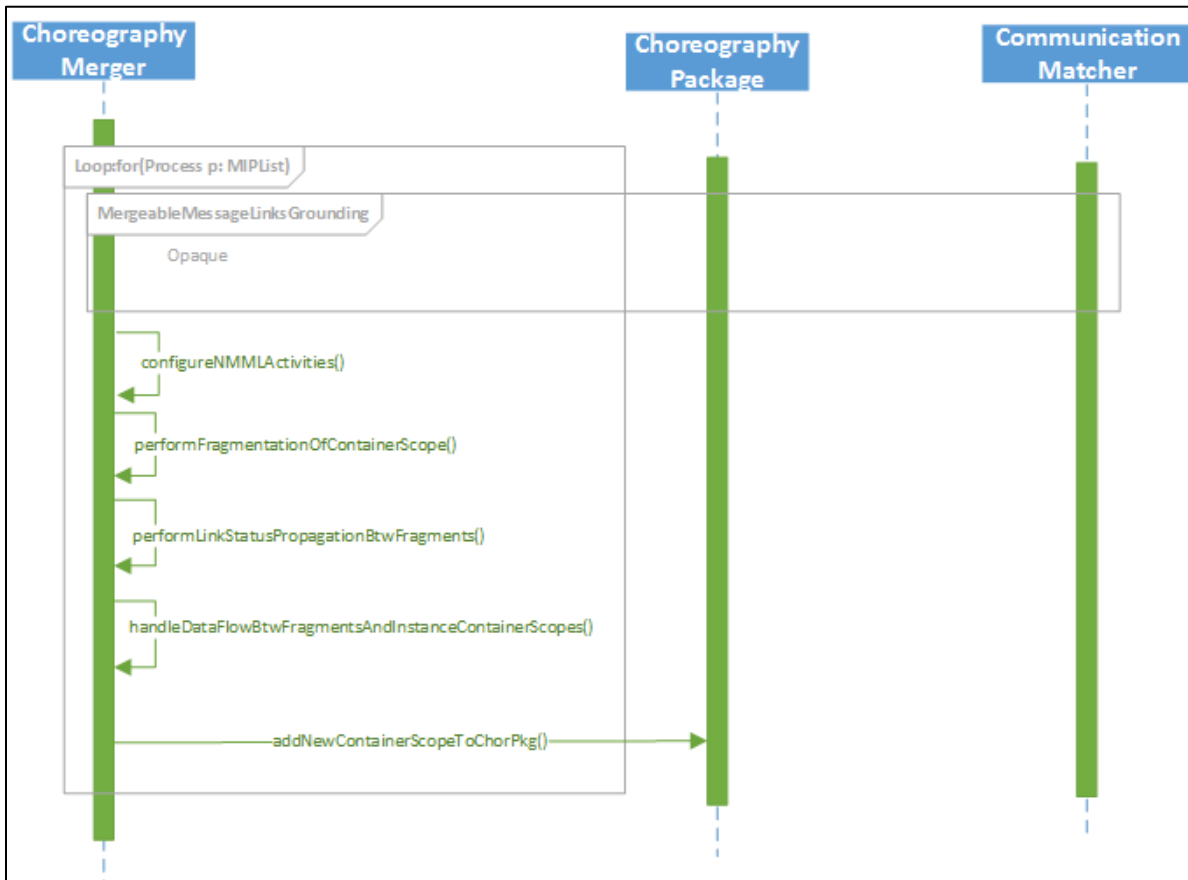 Choreography
Merger
Choreography
Package
Communication
Matcher
Loop:for(Process p: MIPList)
MergeableMessageLinksGrounding
Opaque
configureNMMLActivities()
performFragmentationOfContainerScope()
performLinkStatusPropagationBtwFragments()
handleDataFlowBtwFragmentsAndInstanceContainerScopes()
addNewContainerScopeToChorPkg()